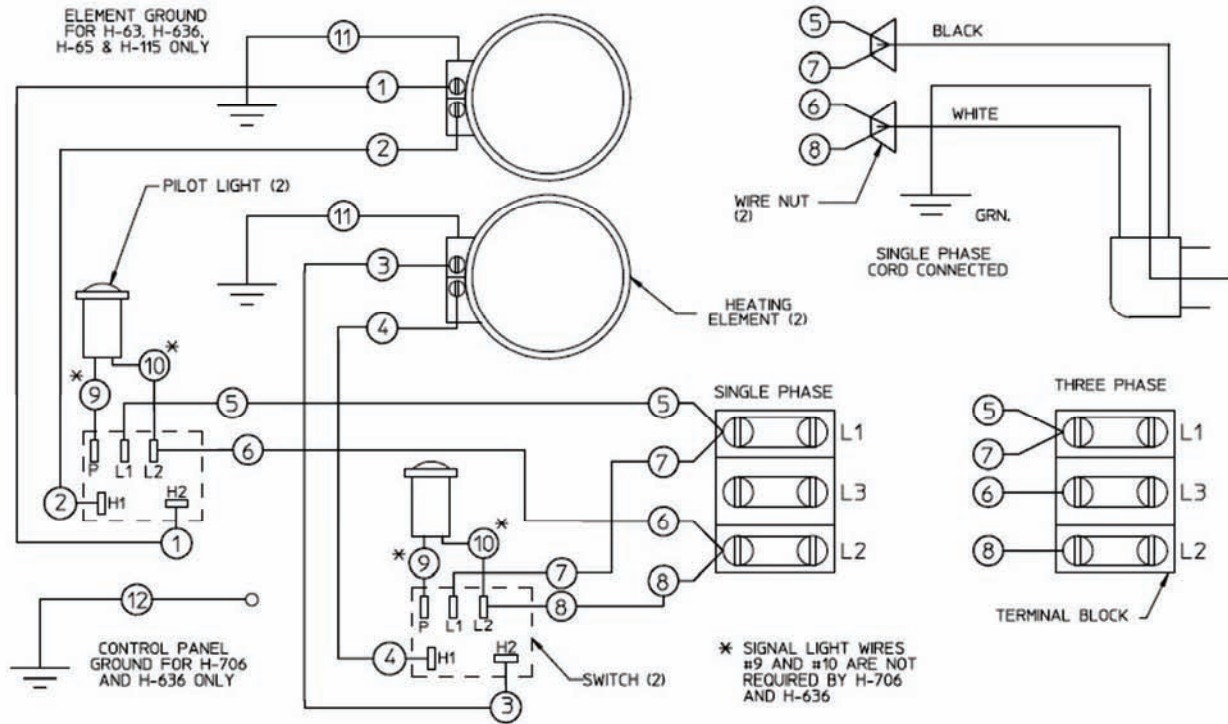 ELEMENT GROUND
FOR H-63, H-636,
H-65 & H-115 ONLY
11
1
2
PILOT LIGHT (2)
11
3
4
HEATING
ELEMENT (2)
5
7
BLACK
6
8
WHITE
WIRE NUT
(2)
GRN.
SINGLE PHASE
CORD CONNECTED
* 10
* 9
5
6
P L1 L2
H1 H2
2
1
12
CONTROL PANEL
GROUND FOR H-706
AND H-636 ONLY
* 10
* 9
7
8
P L1 L2
H1 H2
4
3
SWITCH (2)
SINGLE PHASE
5
7
6
8
L1
L3
L2
THREE PHASE
5
7
6
8
L1
L3
L2
TERMINAL BLOCK
* SIGNAL LIGHT WIRES
#9 AND #10 ARE NOT
REQUIRED BY H-706
AND H-636